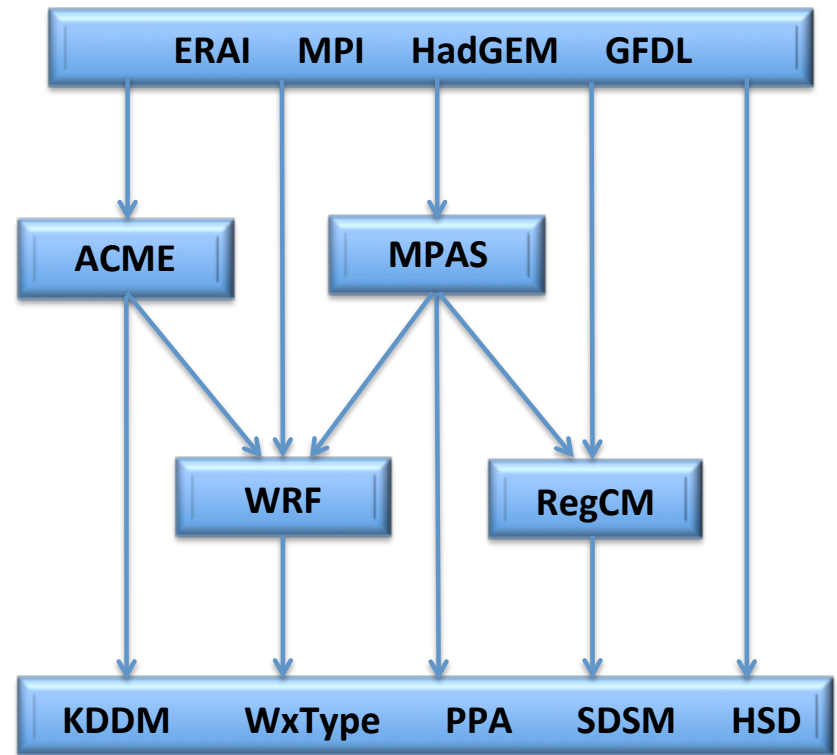 ERAI MPI HadGEM GFDL
ACME MPAS
WRF RegCM
KDDM WxType PPA SDSM HSD